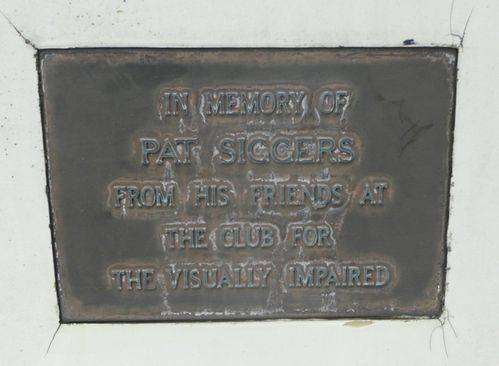 IN MEMORY OF
PAT SIGGERS
FROM HIS FRIENDS AT
THE CLUB FOR
THE VISUALLY IMPAIRED